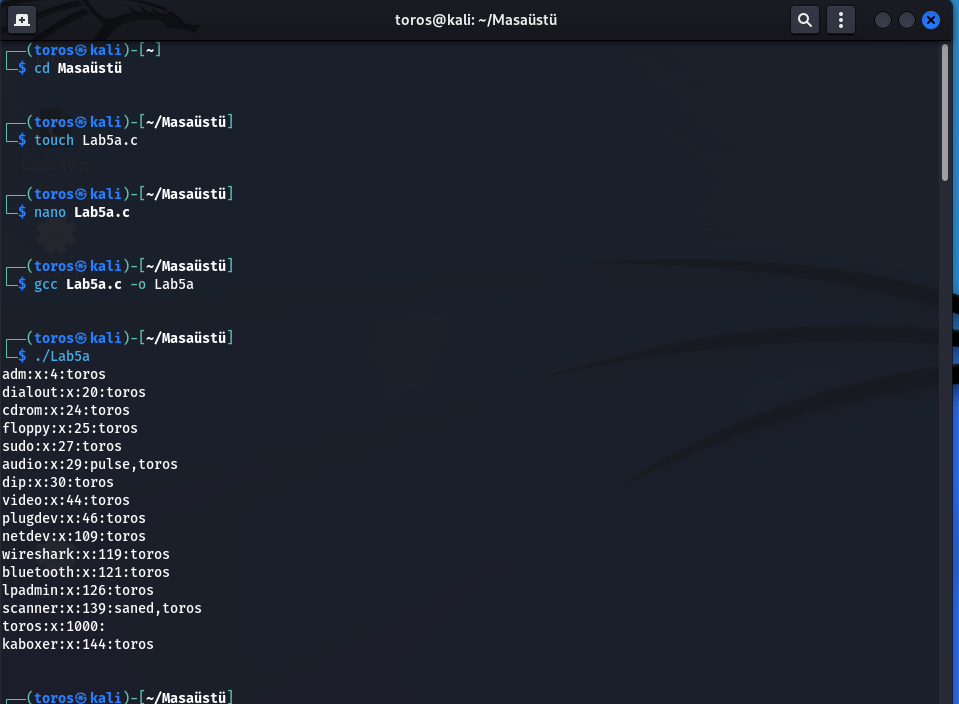 toros@kali: ~/Masaüstü
┌──(toros㉿kali)-[~]
└─$ cd Masaüstü
┌──(toros㉿kali)-[~/Masaüstü]
└─$ touch Lab5a.c
┌──(toros㉿kali)-[~/Masaüstü]
└─$ nano Lab5a.c
┌──(toros㉿kali)-[~/Masaüstü]
└─$ gcc Lab5a.c -o Lab5a
┌──(toros㉿kali)-[~/Masaüstü]
└─$ ./Lab5a
adm:x:4:toros
dialout:x:20:toros
cdrom:x:24:toros
floppy:x:25:toros
sudo:x:27:toros
audio:x:29:pulse,toros
dip:x:30:toros
video:x:44:toros
plugdev:x:46:toros
netdev:x:109:toros
wireshark:x:119:toros
bluetooth:x:121:toros
lpadmin:x:126:toros
scanner:x:139:saned,toros
toros:x:1000:
kaboxer:x:144:toros
┌──(toros㉿kali)-[~/Masaüstü]